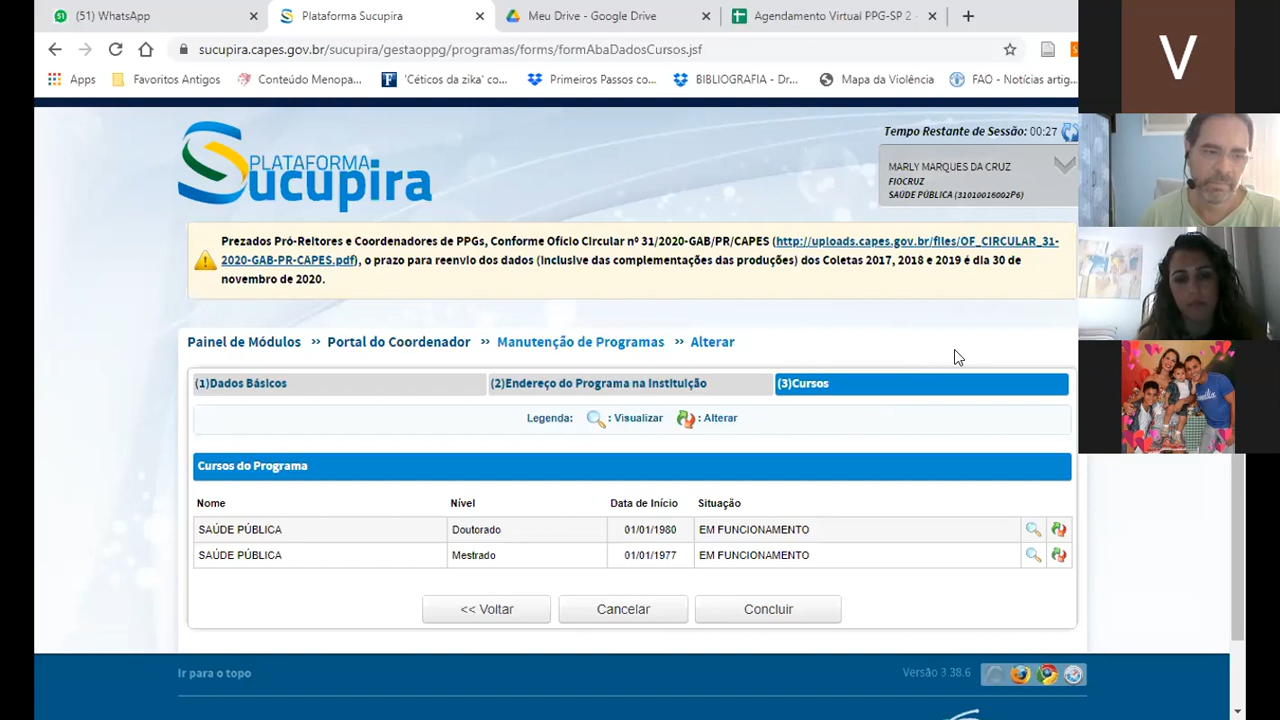 (51) WhatsApp
Plataforma Sucupira
Meu Drive - Google Drive
Agendamento Virtual PPG-SP 2 -
sucupira.capes.gov.br/sucupira/gestaoppg/programas/forms/formAbaDadosCursos.jsf
Apps
Favoritos Antigos
Conteúdo Menopa...
'Céticos da zika' co...
Primeiros Passos co...
BIBLIOGRAFIA - Dr...
Mapa da Violência
FAO - Notícias artig...
V
Tempo Restante de Sessão: 00:27
PLATAFORMA
Sucupira
MARLY MARQUES DA CRUZ
FIOCRUZ
SAÚDE PÚBLICA (31010016002P6)
Prezados Pró-Reitores e Coordenadores de PPGs, Conforme Ofício Circular nº 31/2020-GAB/PR/CAPES (http://uploads.capes.gov.br/files/OF_CIRCULAR_31-
2020-GAB-PR-CAPES.pdf), o prazo para reenvio dos dados (inclusive das complementações das produções) dos Coletas 2017, 2018 e 2019 é dia 30 de
novembro de 2020.
Painel de Módulos » Portal do Coordenador » Manutenção de Programas » Alterar
(1)Dados Básicos
(2)Endereço do Programa na Instituição
(3)Cursos
Legenda: : Visualizar : Alterar
Cursos do Programa
Nome Nível Data de Início Situação
SAÚDE PÚBLICA Doutorado 01/01/1980 EM FUNCIONAMENTO
SAÚDE PÚBLICA Mestrado 01/01/1977 EM FUNCIONAMENTO
<< Voltar
Cancelar
Concluir
Ir para o topo
Versão 3.38.6